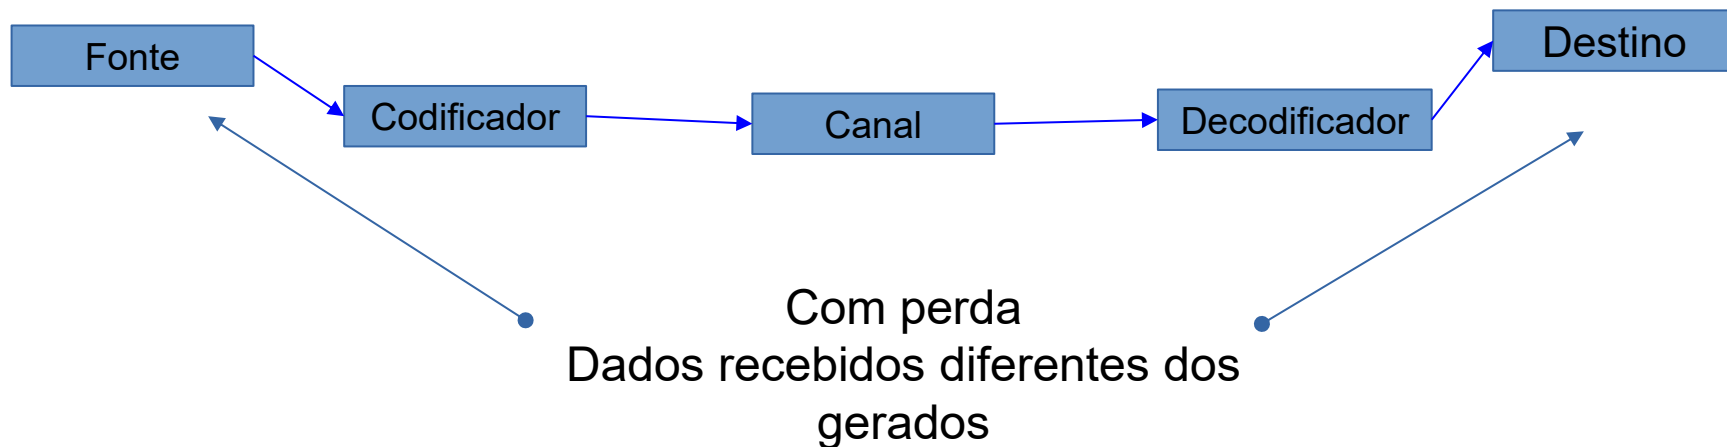 Fonte
Codificador
Canal
Decodificador
Destino
Com perda
Dados recebidos diferentes dos
gerados